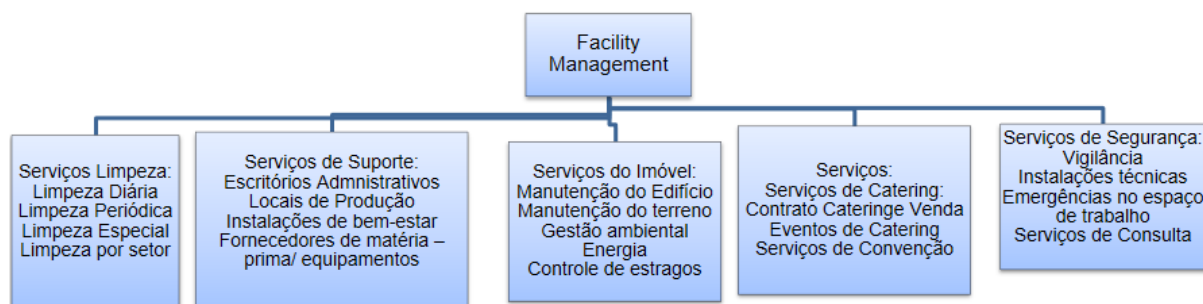 Facility
Management
Serviços Limpeza:
Limpeza Diária
Limpeza Periódica
Limpeza Especial
Limpeza por setor
Serviços de Suporte:
Escritórios Admnistrativos
Locais de Produção
Instalações de bem-estar
Fornecedores de matéria –
prima/ equipamentos
Serviços do Imóvel:
Manutenção do Edifício
Manutenção do terreno
Gestão ambiental
Energia
Controle de estragos
Serviços:
Serviços de Catering:
Contrato Cateringe Venda
Eventos de Catering
Serviços de Convenção
Serviços de Segurança:
Vigilância
Instalações técnicas
Emergências no espaço
de trabalho
Serviços de Consulta